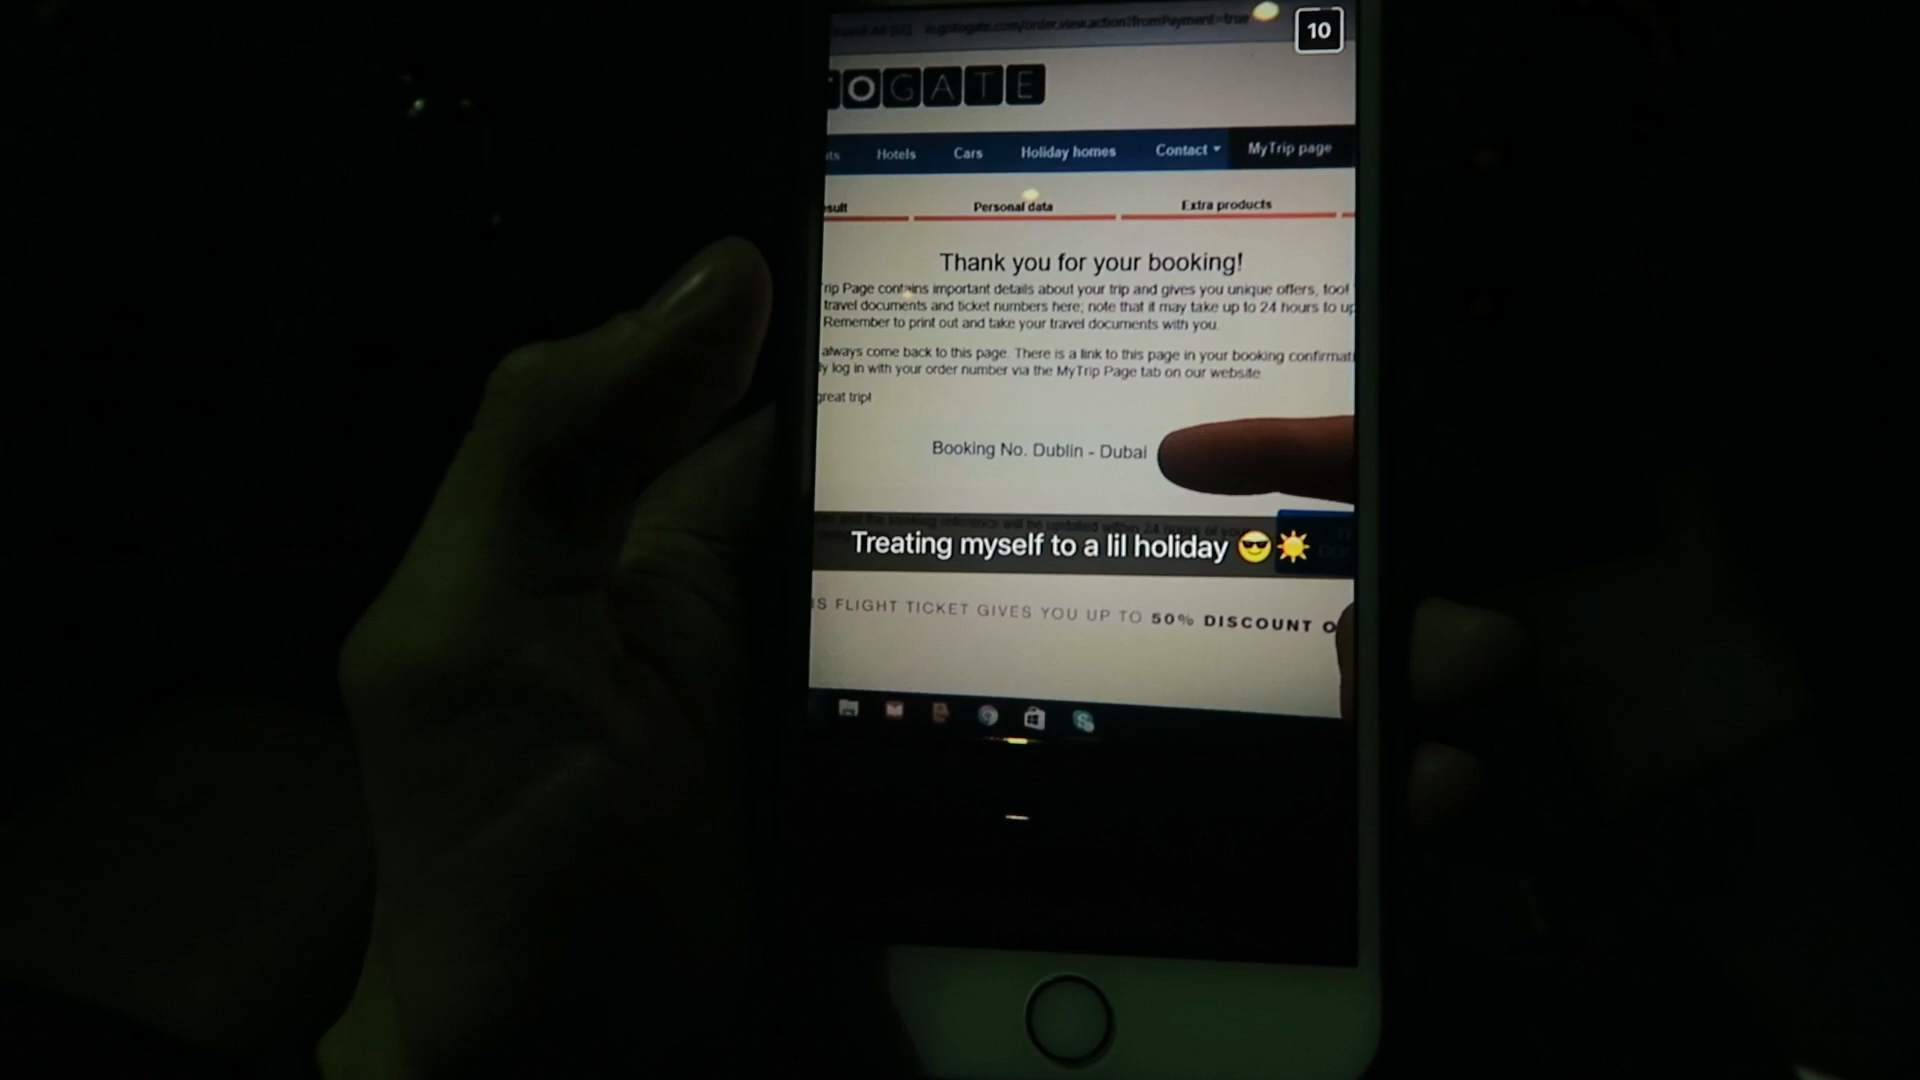 10
OGATE
Hotels Cars Holiday homes Contact MyTrip page
Personal data Extra products
Thank you for your booking!
Page contains important details about your trip and gives you unique offers,
travel documents and ticket numbers here; note that it may take up to 24 hours to
Remember to print out and take your travel documents with you.
always come back to this page. There is a link to this page in your booking
log in with your order number via the MyTrip Page tab on our website
great trip!
Booking No. Dublin - Dubai
Treating myself to a lil holiday 😎☀️
FLIGHT TICKET GIVES YOU UP TO 50% DISCOUNT